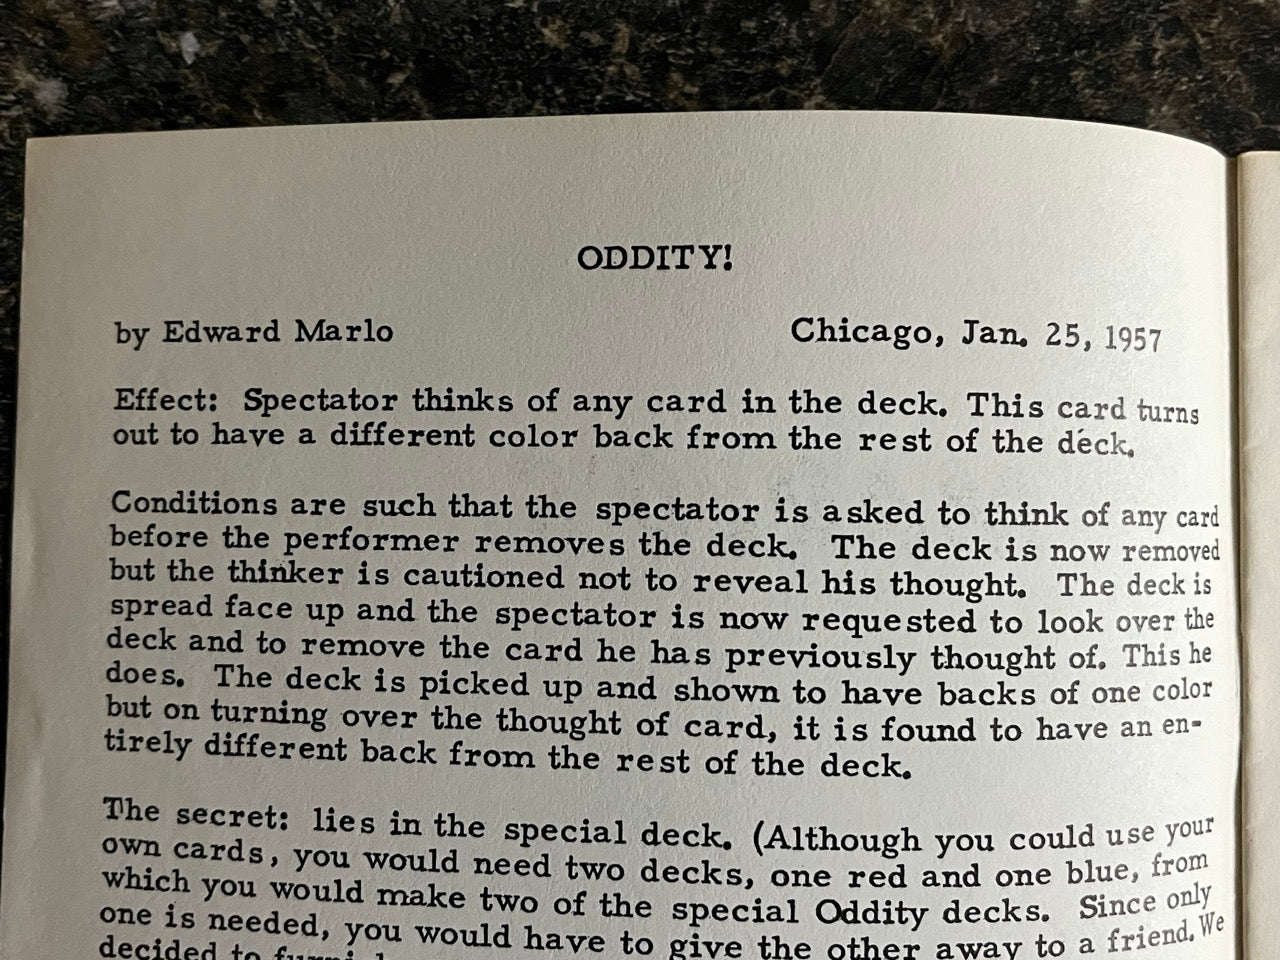 ODDITY!
by Edward Marlo Chicago, Jan. 25, 1957
Effect: Spectator thinks of any card in the deck. This card turns
out to have a different color back from the rest of the deck.
Conditions are such that the spectator is asked to think of any card
before the performer removes the deck. The deck is now removed
but the thinker is cautioned not to reveal his thought. The deck is
spread face up and the spectator is now requested to look over the
deck and to remove the card he has previously thought of. This he
does. The deck is picked up and shown to have backs of one color
but on turning over the thought of card, it is found to have an en-
tirely different back from the rest of the deck.
The secret: lies in the special deck. (Although you could use your
own cards, you would need two decks, one red and one blue, from
which you would make two of the special Oddity decks. Since only
one is needed, you would have to give the other away to a friend. We
decided to